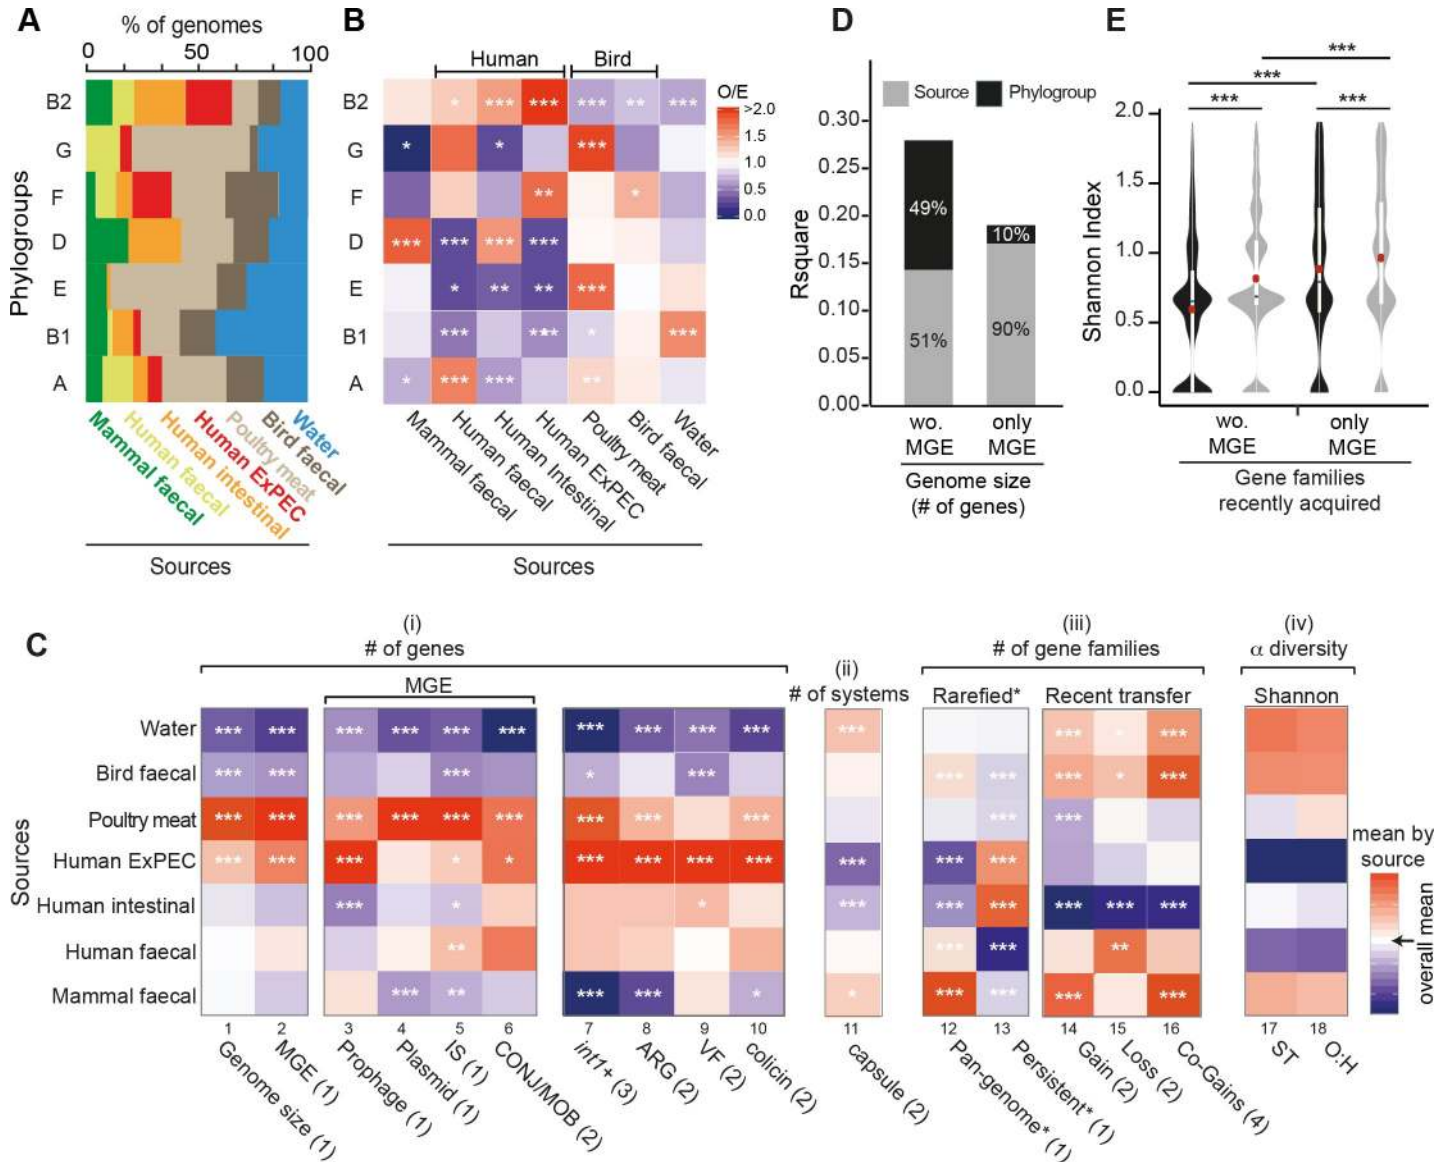 A
% of genomes
0 50 100
B2
G
F
D
E
B1
A
Phylogroups
Mammal faecal
Human faecal
Human intestinal
Human ExPEC
Poultry meat
Bird faecal
Water
Sources
B
Human
Bird
B2 * *** *** *** ** ***
G * * ***
F ** *
D *** *** *** ***
E * ** ** ***
B1 *** *** * ***
A * *** *** **
O/E
>2.0
1.5
1.0
0.5
0.0
Mammal faecal
Human faecal
Human Intestinal
Human ExPEC
Poultry meat
Bird faecal
Water
Sources
D
Source
Phylogroup
Rsquare
0.30
0.25
0.20
0.15
0.10
0.05
0.00
49%
51%
10%
90%
wo. MGE
only MGE
Genome size
(# of genes)
E
***
***
*** ***
Shannon Index
2.0
1.5
1.0
0.5
0.0
wo. MGE
only MGE
Gene families
recently acquired
C
(i)
# of genes
MGE
(ii)
# of systems
(iii)
# of gene families
Rarefied*
Recent transfer
(iv)
α diversity
Shannon
Sources
Water *** *** *** *** *** *** *** *** *** *** *** *** * ***
Bird faecal *** *** *** * *** *** *** *** * ***
Poultry meat *** *** *** *** *** *** *** *** *** *** ***
Human ExPEC *** *** *** * * *** *** *** *** *** *** ***
Human intestinal *** * * *** *** *** *** *** ***
Human faecal ** *** *** **
Mammal faecal *** ** *** *** * * *** *** *** ***
1 2 3 4 5 6 7 8 9 10 11 12 13 14 15 16 17 18
Genome size (1)
MGE (1)
Prophage (1)
Plasmid (1)
IS (1)
CONJ/MOB (2)
int1+ (3)
ARG (2)
VF (2)
colicin (2)
capsule (2)
Pan-genome* (1)
Persistent* (1)
Gain (2)
Loss (2)
Co-Gains (4)
ST
O:H
mean by
source
overall mean